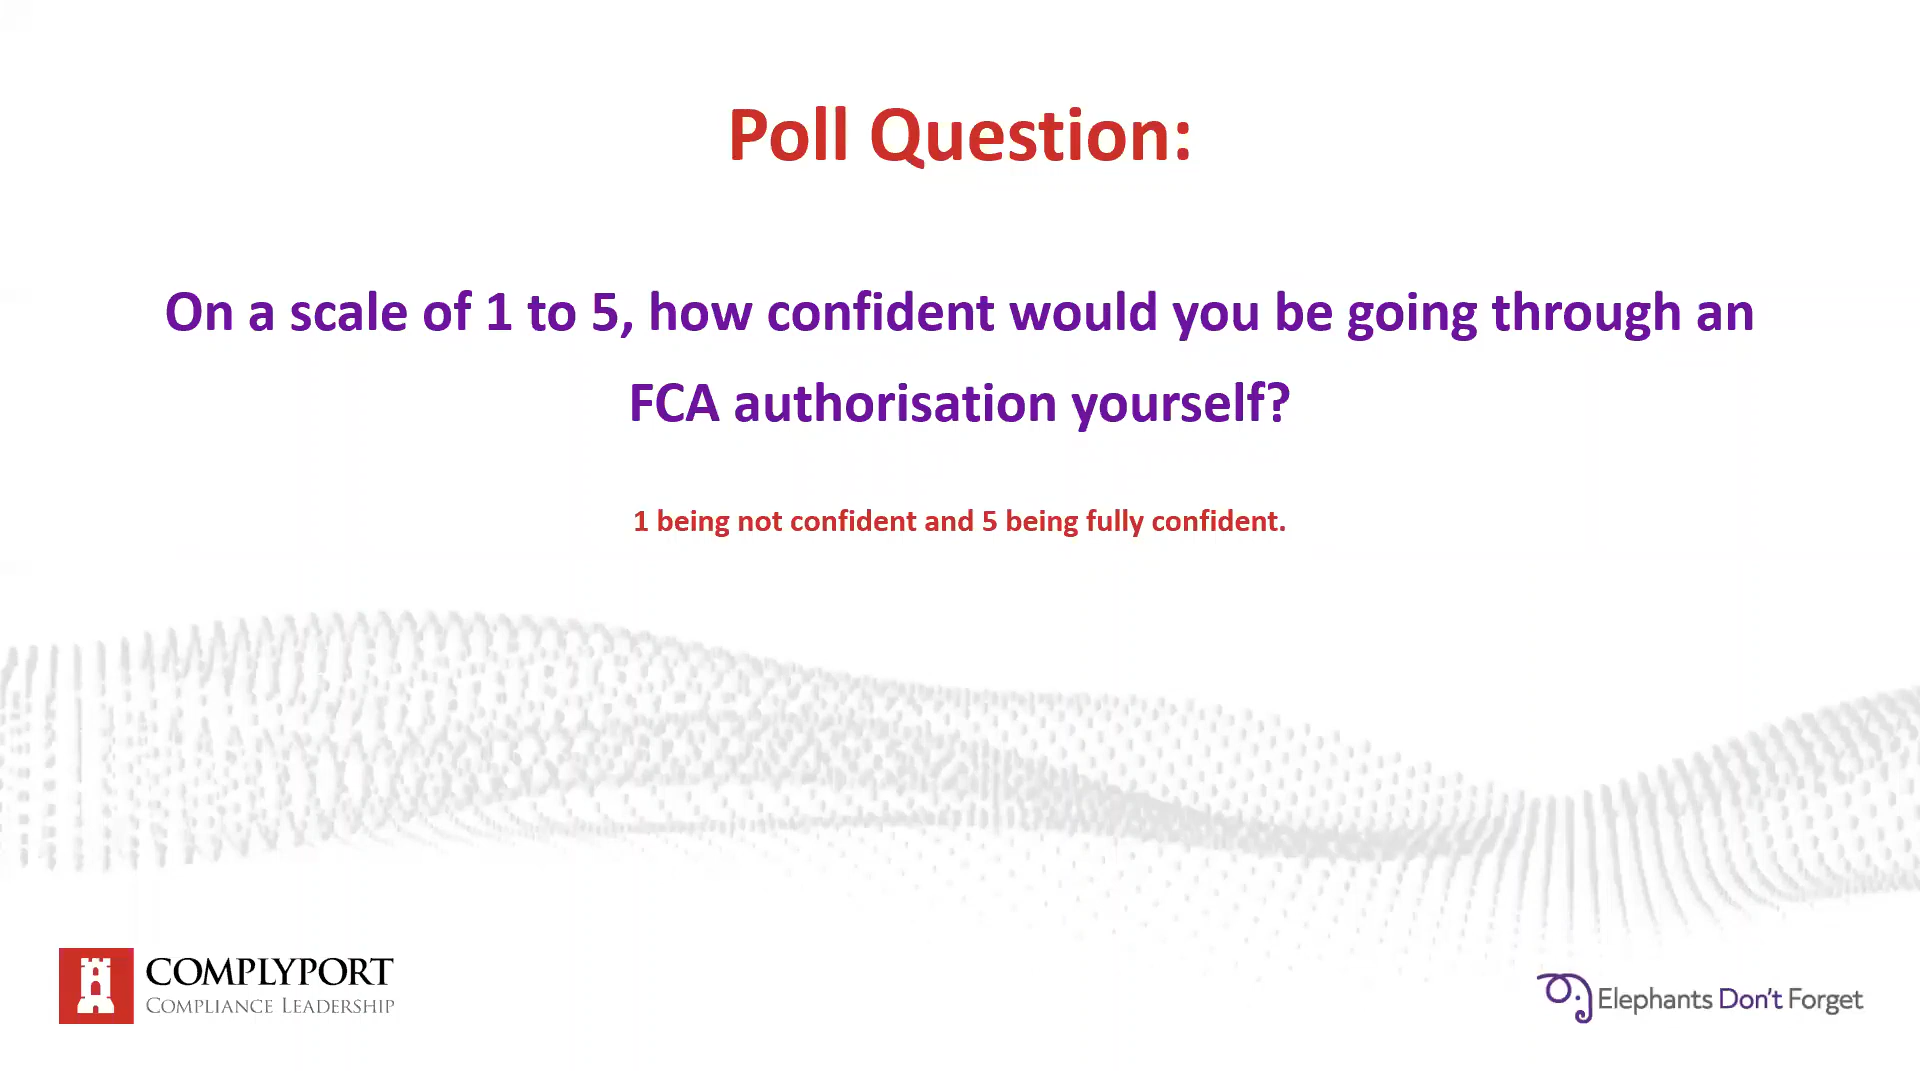 Poll Question:
On a scale of 1 to 5, how confident would you be going through an
FCA authorisation yourself?
1 being not confident and 5 being fully confident.
COMPLYPORT
COMPLIANCE LEADERSHIP
Elephants Don't Forget